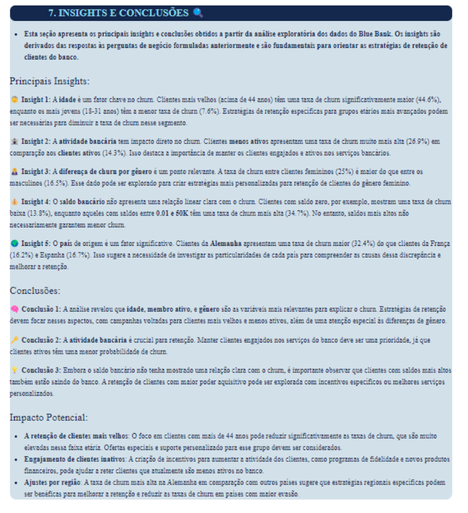 7. INSIGHTS E CONCLUSÕES
Esta seção apresenta os principais insights e conclusões obtidos a partir da análise exploratória dos dados do Blue Bank. Os insights são
derivados das respostas às perguntas de negócio formuladas anteriormente e são fundamentais para orientar as estratégias de retenção de
clientes do banco.
Principais Insights:
Insight 1: A idade é um fator chave no churn. Clientes mais velhos (acima de 44 anos) têm uma taxa de churn significativamente maior (44.6%),
enquanto os mais jovens (18-31 anos) têm a menor taxa de churn (7.6%). Estratégias de retenção específicas para grupos etários mais avançados podem
ser necessárias para diminuir a taxa de churn nesse segmento.
Insight 2: A atividade bancária tem impacto direto no churn. Clientes menos ativos apresentam uma taxa de churn muito mais alta (26.9%) em
comparação aos clientes ativos (14.3%). Isso destaca a importância de manter os clientes engajados e ativos nos serviços bancários.
Insight 3: A diferença de churn por gênero é um ponto relevante. A taxa de churn entre clientes femininos (25%) é maior do que entre os
masculinos (16.5%). Esse dado pode ser explorado para criar estratégias mais personalizadas para retenção de clientes do gênero feminino.
Insight 4: O saldo bancário não apresenta uma relação linear clara com o churn. Clientes com saldo zero, por exemplo, mostram uma taxa de churn
baixa (13.8%), enquanto aqueles com saldos entre 0.01 e 50K têm uma taxa de churn mais alta (34.7%). No entanto, saldos mais altos não
necessariamente garantem menor churn.
Insight 5: O país de origem é um fator significativo. Clientes da Alemanha apresentam uma taxa de churn maior (32.4%) do que clientes da França
(16.2%) e Espanha (16.7%). Isso sugere a necessidade de investigar as particularidades de cada país para compreender as causas dessa discrepância e
melhorar a retenção.
Conclusões:
Conclusão 1: A análise revelou que idade, membro ativo, e gênero são as variáveis mais relevantes para explicar o churn. Estratégias de retenção
devem focar nesses aspectos, com campanhas voltadas para clientes mais velhos e menos ativos, além de uma atenção especial às diferenças de gênero.
Conclusão 2: A atividade bancária é crucial para retenção. Manter clientes engajados nos serviços do banco deve ser uma prioridade, já que
clientes ativos têm uma menor probabilidade de churn.
Conclusão 3: Embora o saldo bancário não tenha mostrado uma relação clara com o churn, é importante observar que clientes com saldos mais altos
também estão saindo do banco. A retenção de clientes com maior poder aquisitivo pode ser explorada com incentivos específicos ou melhores serviços
personalizados.
Impacto Potencial:
A retenção de clientes mais velhos: O foco em clientes com mais de 44 anos pode reduzir significativamente as taxas de churn, que são muito
elevadas nessa faixa etária. Ofertas especiais e suporte personalizado para esse grupo devem ser considerados.
Engajamento de clientes inativos: A criação de incentivos para aumentar a atividade dos clientes, como programas de fidelidade e novos produtos
financeiros, pode ajudar a reter clientes que atualmente são menos ativos no banco.
Ajustes por região: A taxa de churn mais alta na Alemanha em comparação com outros países sugere que estratégias regionais específicas podem
ser benéficas para melhorar a retenção e reduzir as taxas de churn em países com maior evasão.